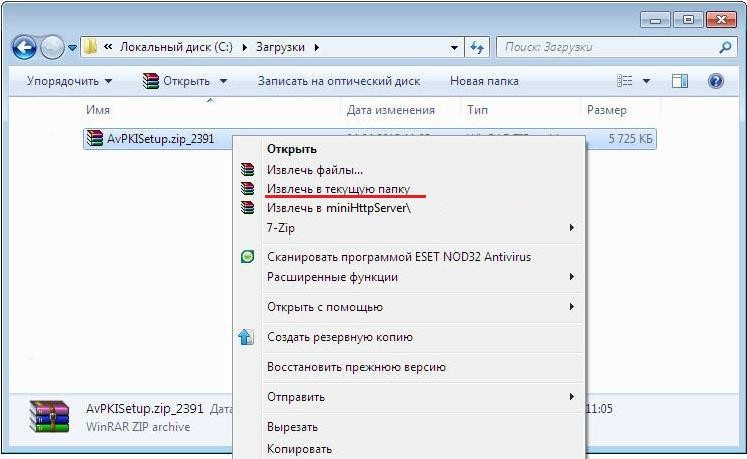 Локальный диск (C:) Загрузки
Поиск: Загрузки
Упорядочить Открыть Записать на оптический диск Новая папка
Имя Дата изменения Тип Размер
AvPKISetup.zip_2391 5 725 КБ
Открыть
Извлечь файлы...
Извлечь в текущую папку
Извлечь в miniHttpServer\
7-Zip
Сканировать программой ESET NOD32 Antivirus
Расширенные функции
Открыть с помощью
Создать резервную копию
Восстановить прежнюю версию
Отправить
Вырезать
Копировать
AvPKISetup.zip_2391 Дата 11:05
WinRAR ZIP archive